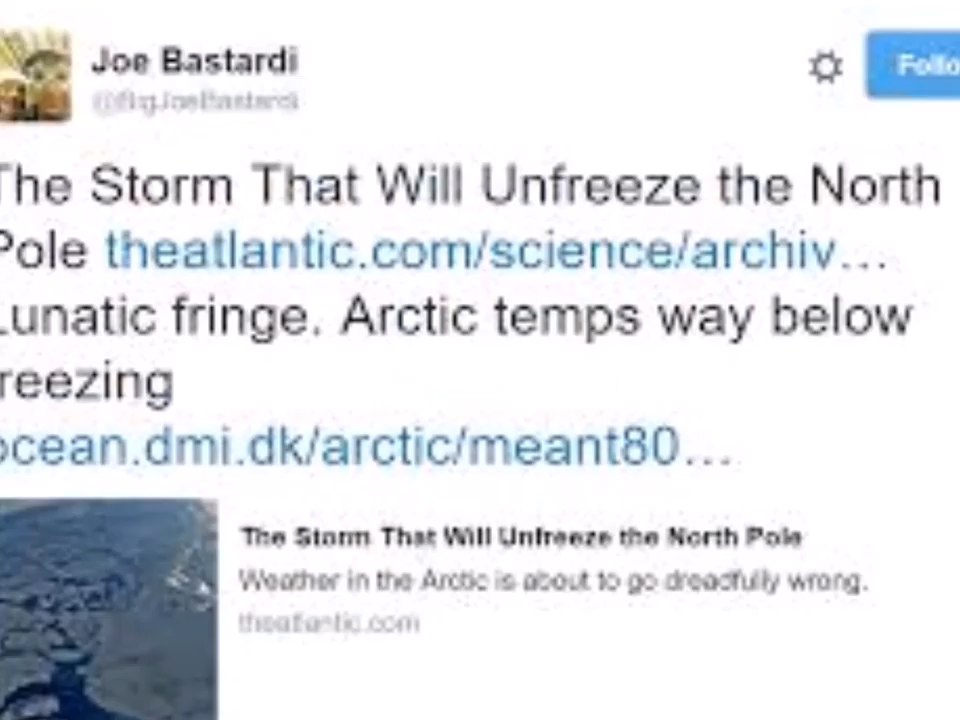 Joe Bastardi
@BigJoeBastardi
Follo
The Storm That Will Unfreeze the North
Pole theatlantic.com/science/archiv...
Lunatic fringe. Arctic temps way below
freezing
ocean.dmi.dk/arctic/meant80...
The Storm That Will Unfreeze the North Pole
Weather in the Arctic is about to go dreadfully wrong.
theatlantic.com